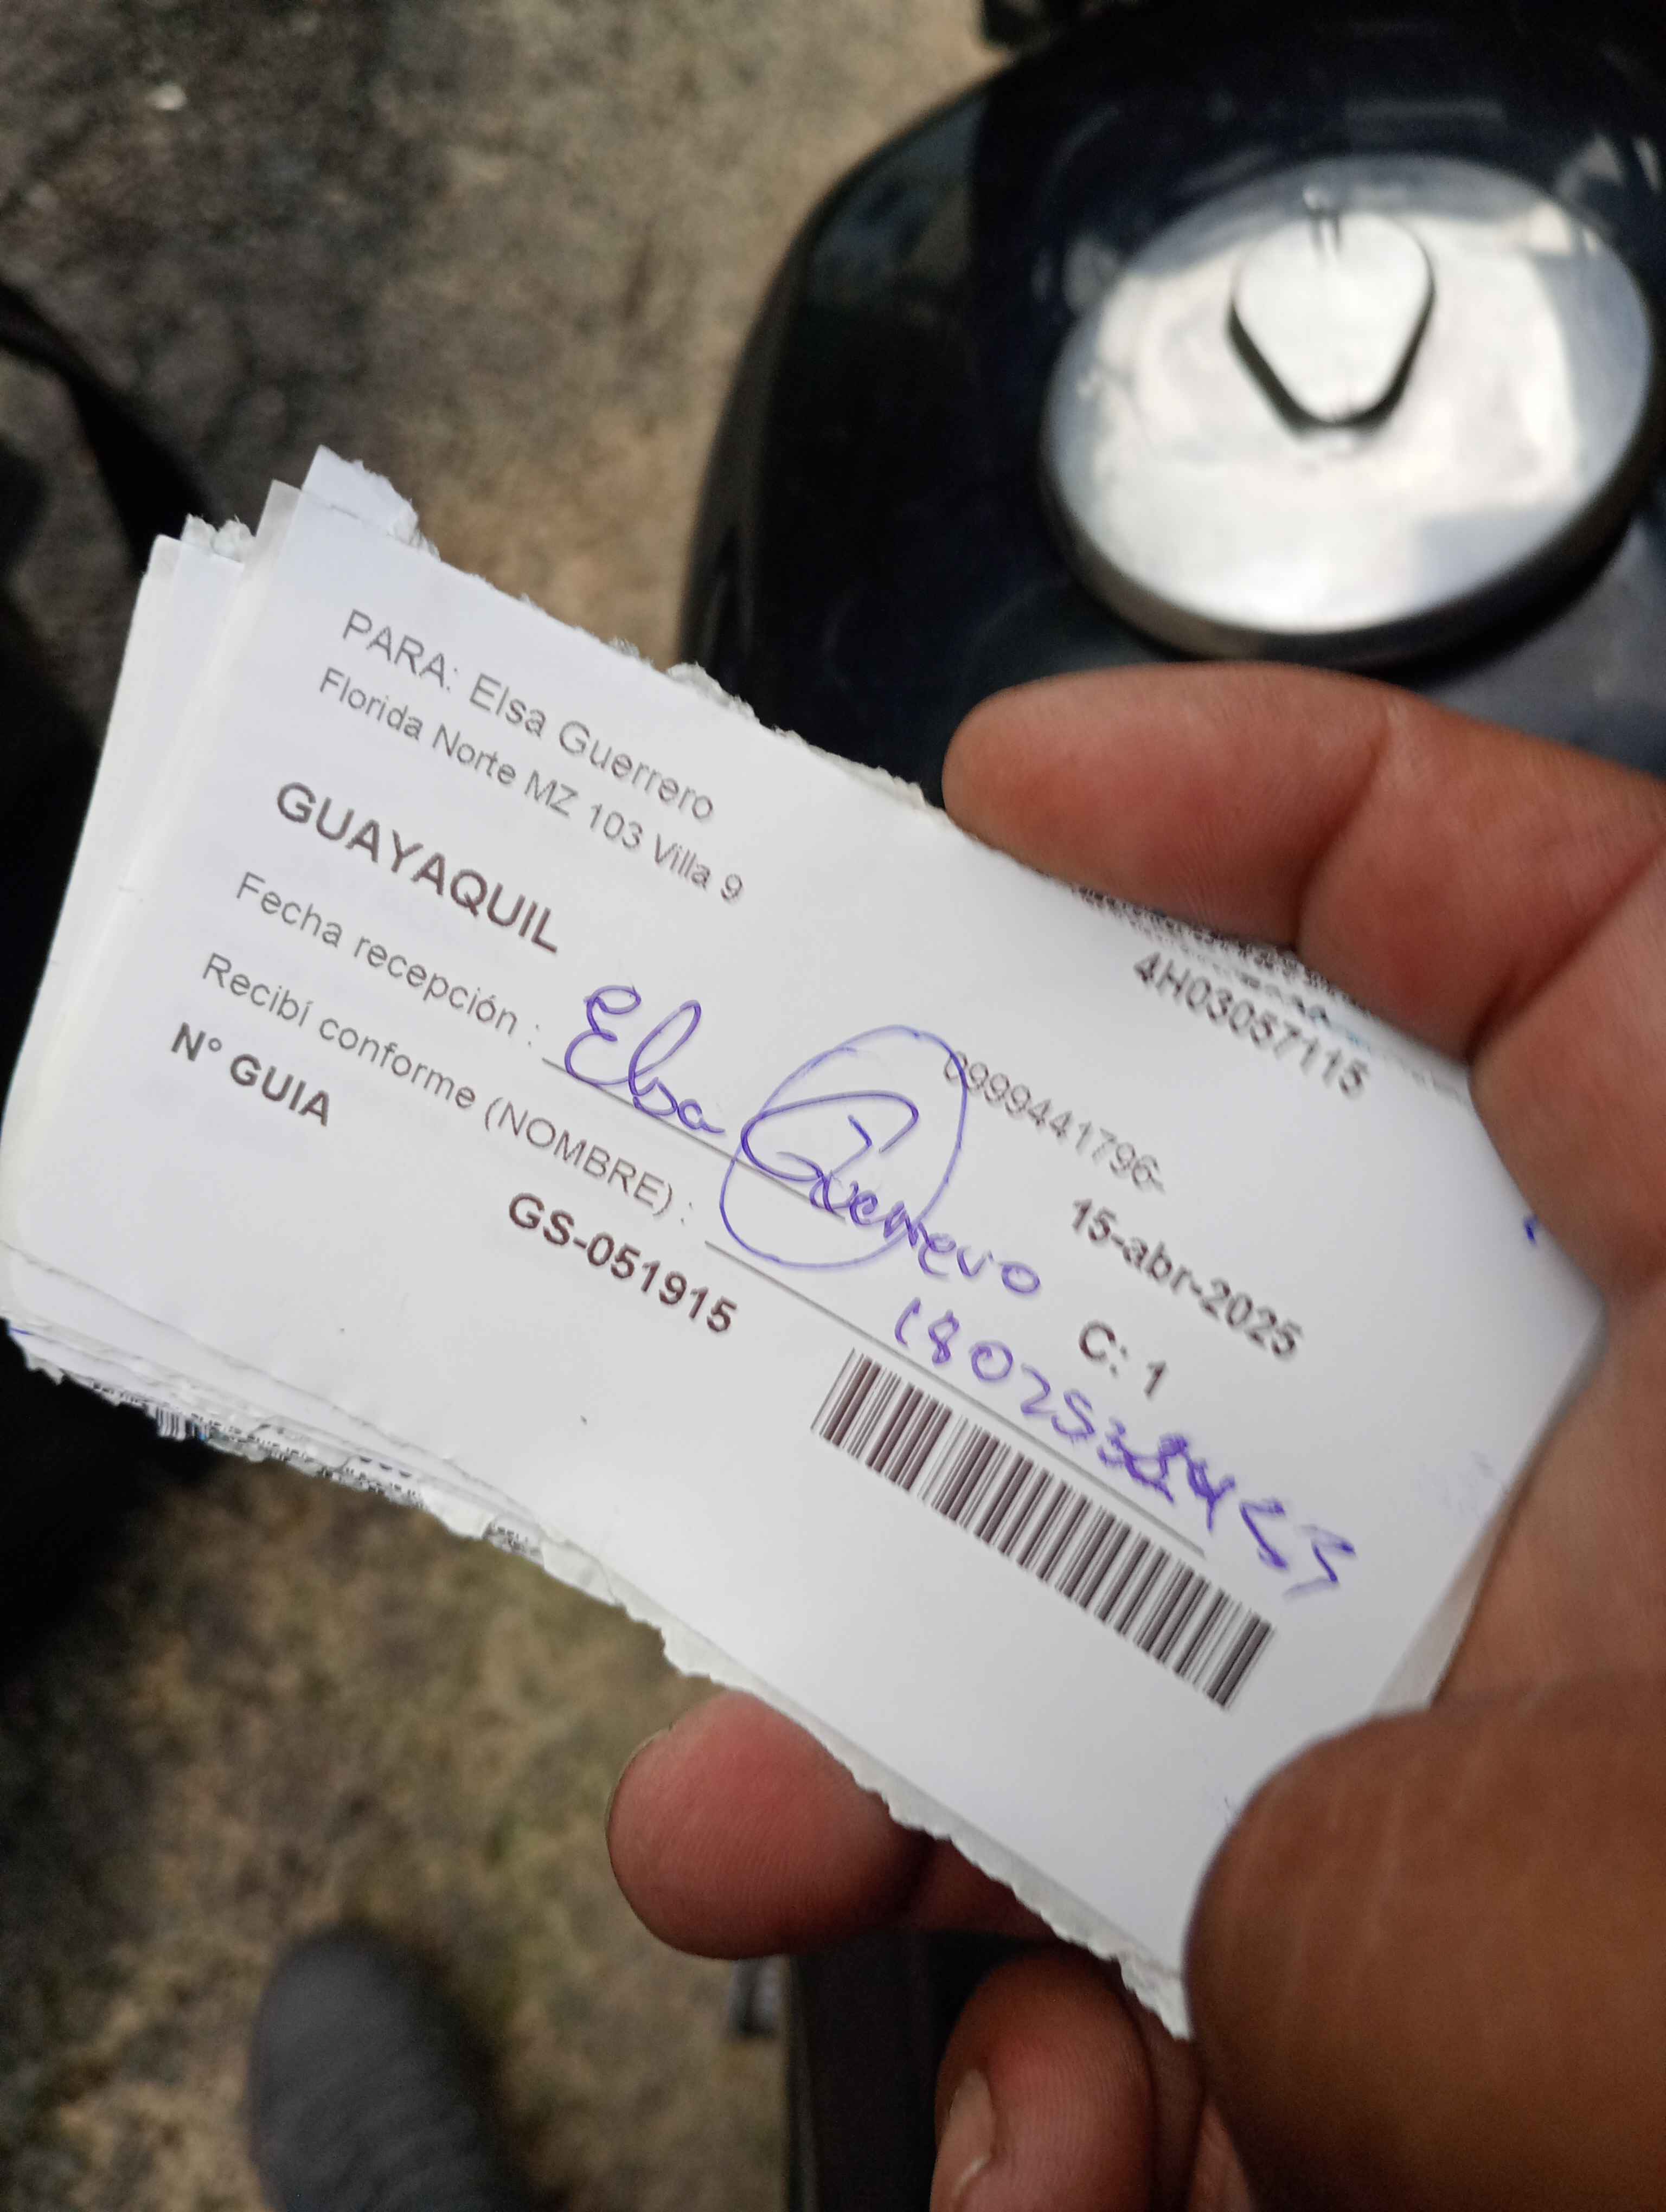 PARA: Elsa Guerrero
Florida Norte MZ 103 Villa 9
4H03057115
GUAYAQUIL
0999441796-
Fecha recepción :
15-abr-2025
Elsa Guerrero
Recibí conforme (NOMBRE) :
C: 1
N° GUIA
GS-051915